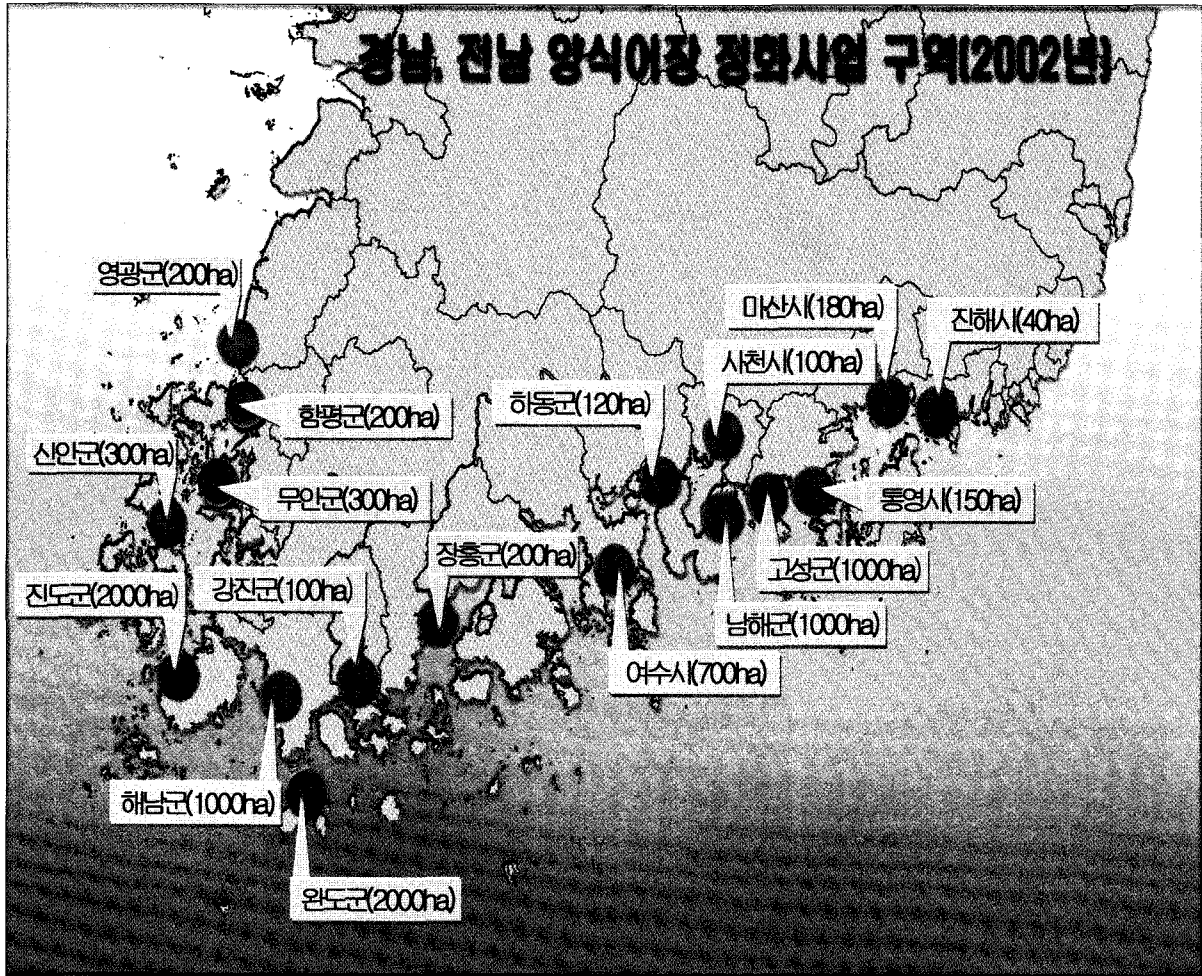 경남, 전남 양식어장 정화사업 구역(2002년)
영광군(200ha)
마산시(180ha)
진해시(40ha)
사천시(100ha)
하동군(120ha)
함평군(200ha)
신안군(300ha)
무안군(300ha)
통영시(150ha)
장흥군(200ha)
고성군(1000ha)
강진군(100ha)
진도군(2000ha)
남해군(1000ha)
여수시(700ha)
해남군(1000ha)
완도군(2000ha)